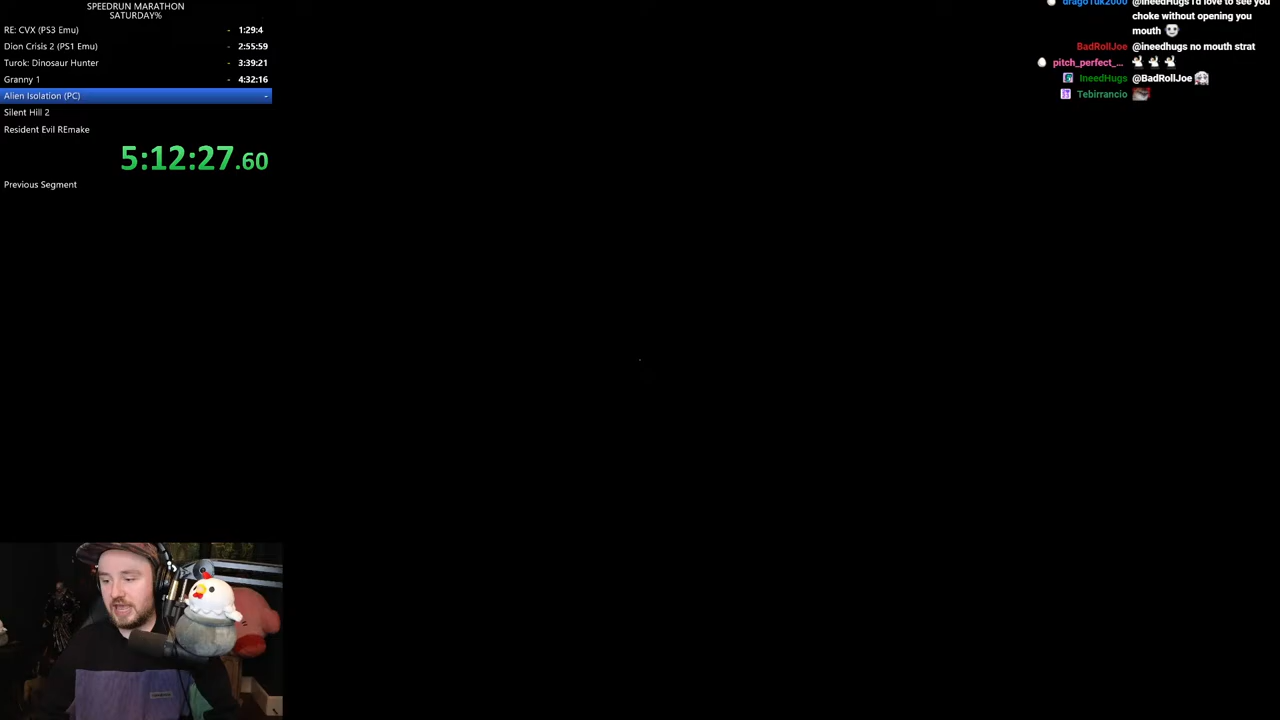 SPEEDRUN MARATHON
SATURDAY%
RE: CVX (PS3 Emu) - 1:29:4
Dion Crisis 2 (PS1 Emu) - 2:55:59
Turok: Dinosaur Hunter - 3:39:21
Granny 1 - 4:32:16
Alien Isolation (PC) -
Silent Hill 2
Resident Evil REmake
5:12:27.60
Previous Segment
drago1uk2000 @IneedHugs I'd love to see you
choke without opening you
mouth
BadRollJoe @ineedhugs no mouth strat
pitch_perfect_...
IneedHugs @BadRollJoe
Tebirrancio